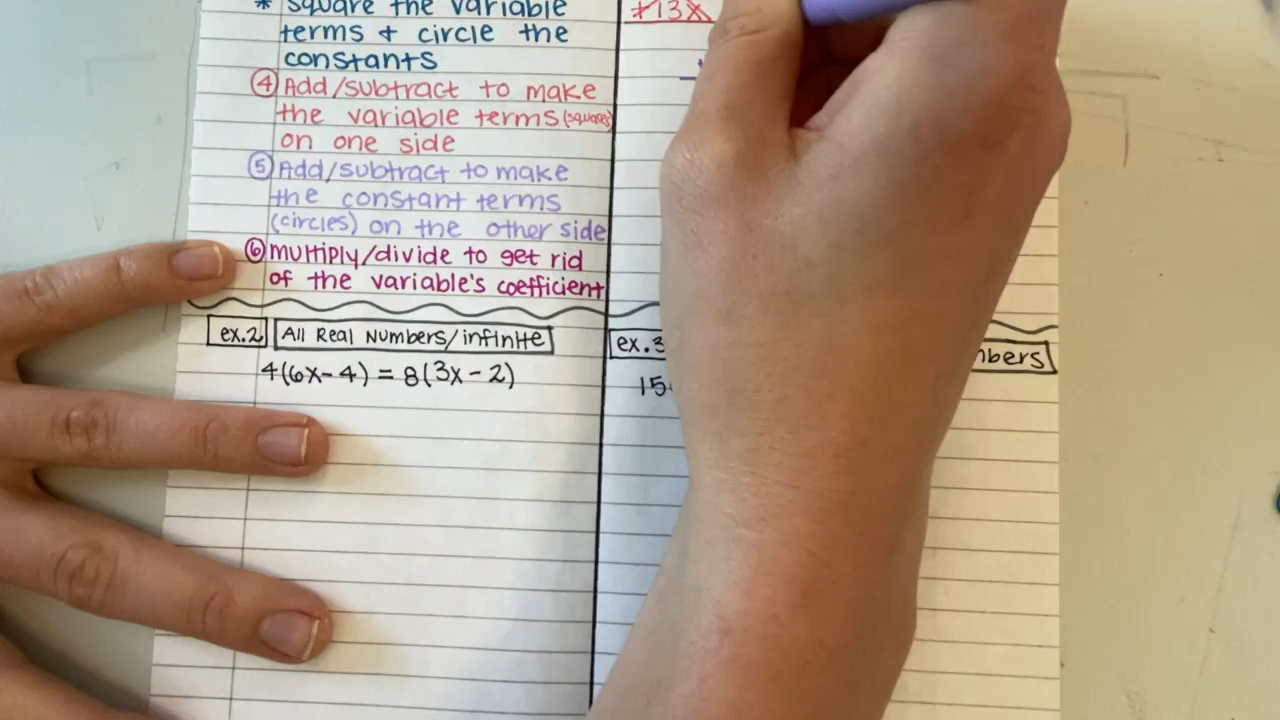 * square the variable
terms + circle the
constants
④ Add/subtract to make
the variable terms (squares)
on one side
⑤ Add/subtract to make
the constant terms
(circles) on the other side
⑥ multiply/divide to get rid
of the variable's coefficient
+13x
ex.2 All Real Numbers/infinite
4(6x-4) = 8(3x-2)
ex.3
15